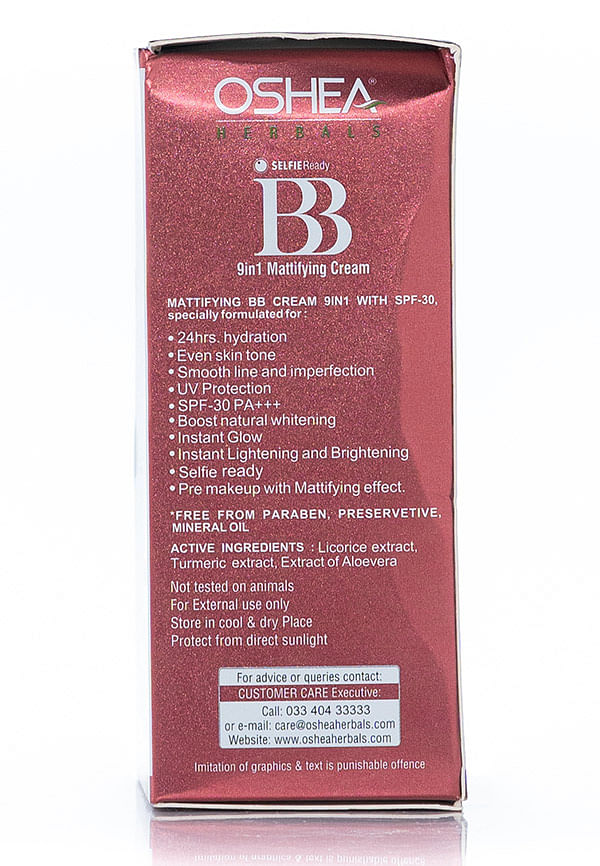 OSHEA®
HERBALS
SELFIEReady
BB
9in1 Mattifying Cream
MATTIFYING BB CREAM 9IN1 WITH SPF-30,
specially formulated for :
• 24hrs. hydration
• Even skin tone
• Smooth line and imperfection
• UV Protection
• SPF-30 PA+++
• Boost natural whitening
• Instant Glow
• Instant Lightening and Brightening
• Selfie ready
• Pre makeup with Mattifying effect.
*FREE FROM PARABEN, PRESERVETIVE,
MINERAL OIL
ACTIVE INGREDIENTS : Licorice extract,
Turmeric extract, Extract of Aloevera
Not tested on animals
For External use only
Store in cool & dry Place
Protect from direct sunlight
For advice or queries contact:
CUSTOMER CARE Executive:
Call: 033 404 33333
or e-mail: care@osheaherbals.com
Website: www.osheaherbals.com
Imitation of graphics & text is punishable offence